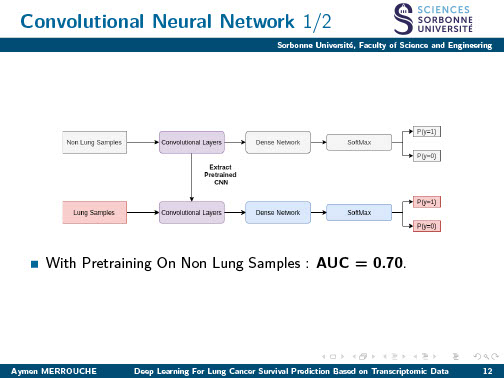 Convolutional Neural Network 1/2
SCIENCES
SORBONNE
UNIVERSITÉ
Sorbonne Université, Faculty of Science and Engineering
Non Lung Samples
Convolutional Layers
Dense Network
SoftMax
P(y=1)
P(y=0)
Extract
Pretrained
CNN
Lung Samples
Convolutional Layers
Dense Network
SoftMax
P(y=1)
P(y=0)
With Pretraining On Non Lung Samples : AUC = 0.70.
Aymen MERROUCHE
Deep Learning For Lung Cancer Survival Prediction Based on Transcriptomic Data
12